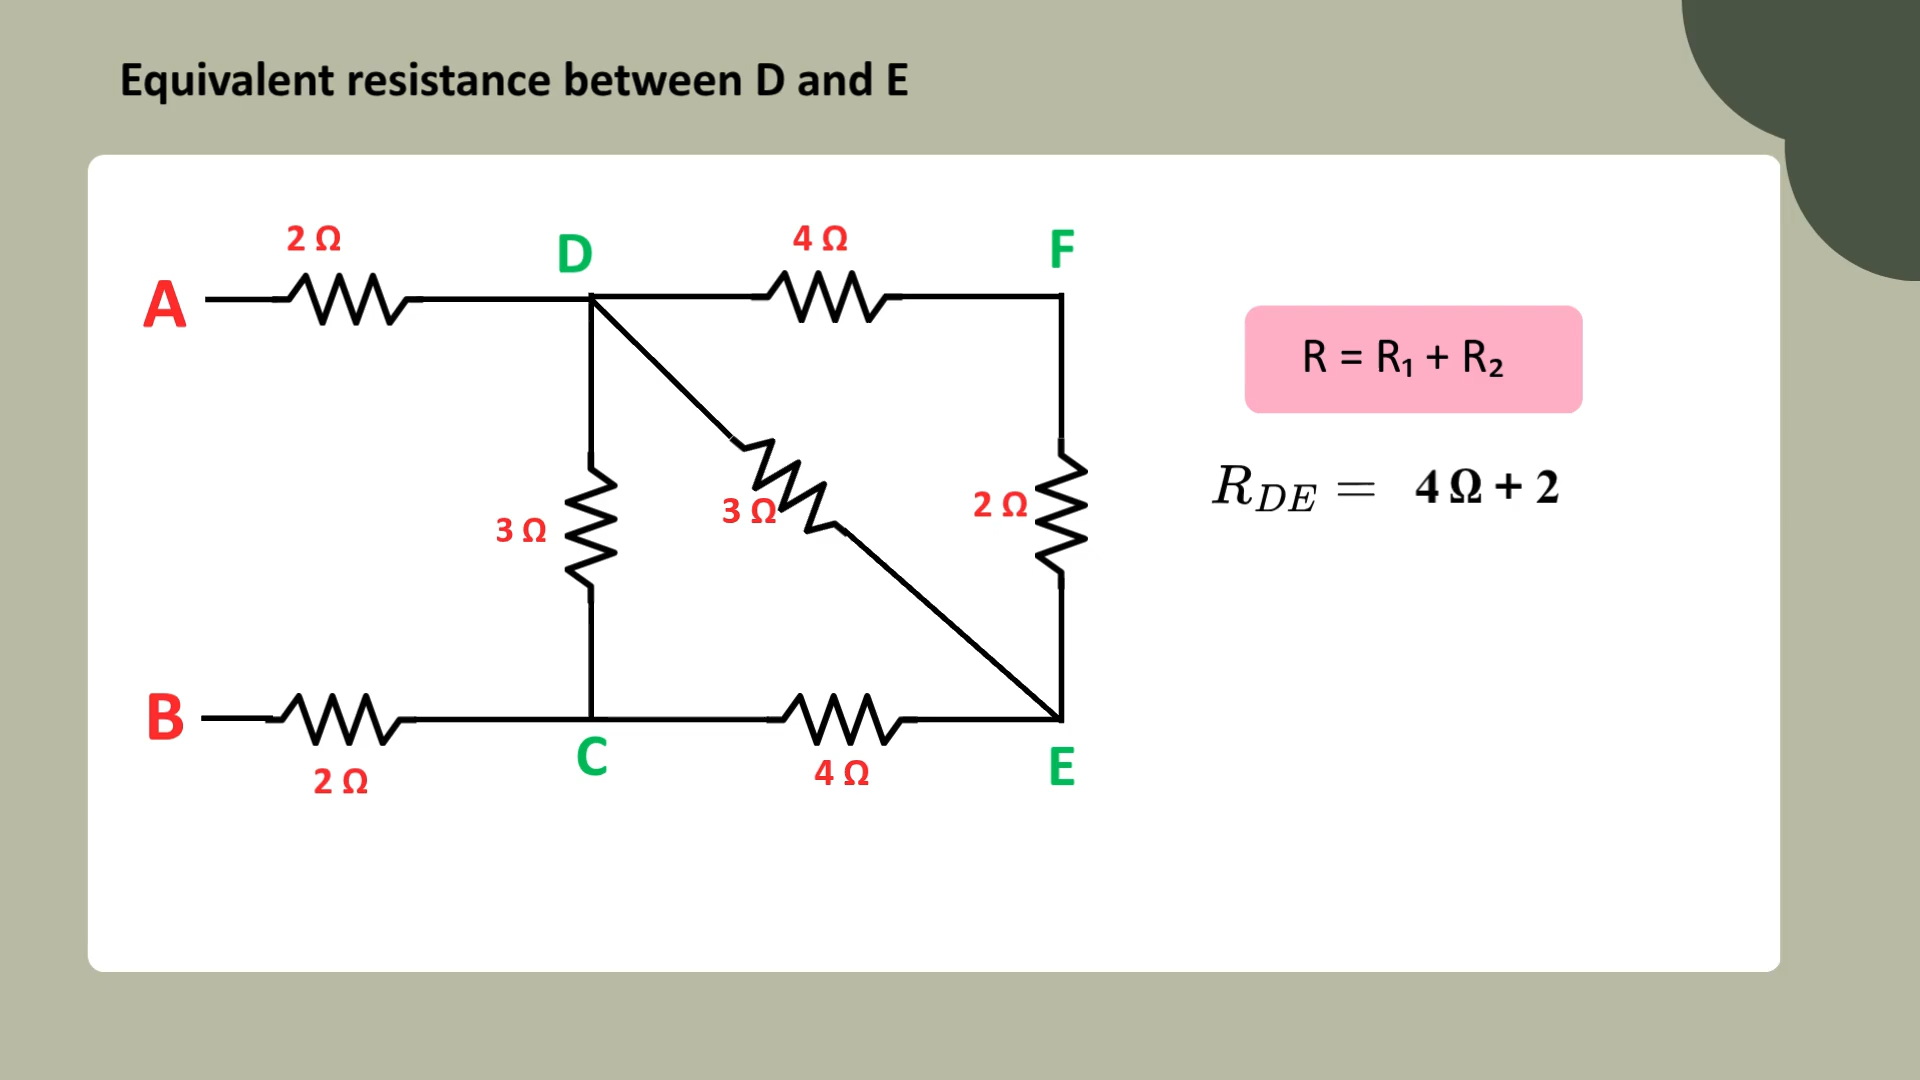 Equivalent resistance between D and E
2 Ω
D
4 Ω
F
A
R = R₁ + R₂
R_DE = 4 Ω + 2
3 Ω
3 Ω
2 Ω
B
C
E
2 Ω
4 Ω